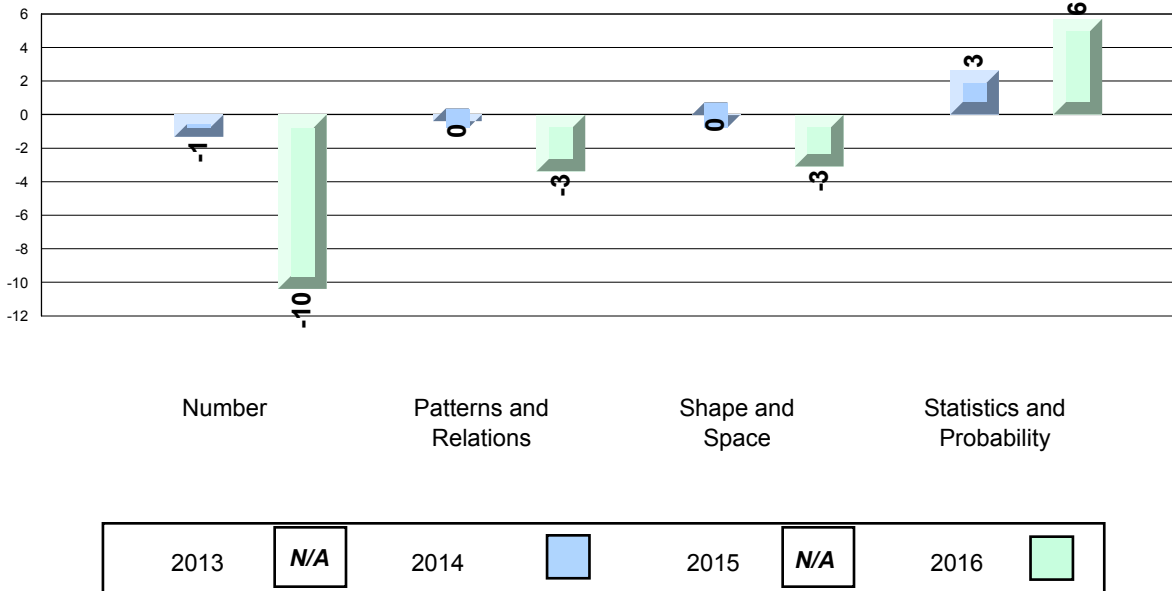 6
4
2
0
-2
-4
-6
-8
-10
-12
-1
-10
0
-3
0
-3
3
6
Number
Patterns and
Relations
Shape and
Space
Statistics and
Probability
2013 N/A 2014 2015 N/A 2016